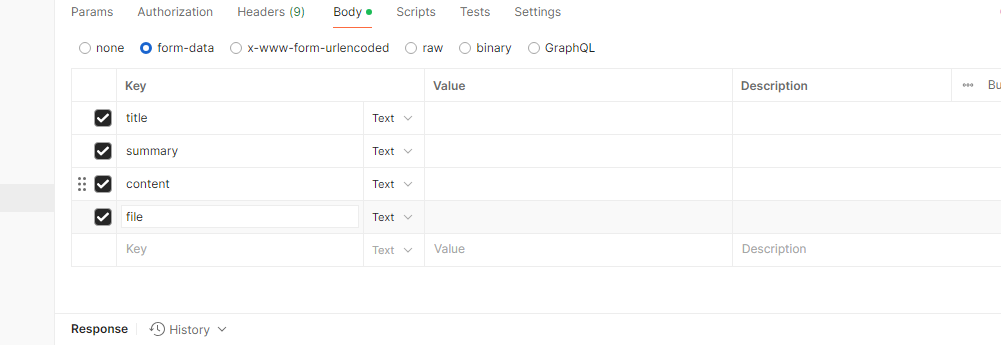 Params Authorization Headers (9) Body Scripts Tests Settings
none form-data x-www-form-urlencoded raw binary GraphQL
Key Value Description Bu
title Text
summary Text
content Text
file Text
Key Text Value Description
Response History